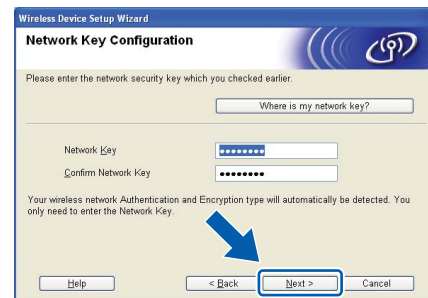 Wireless Device Setup Wizard
Network Key Configuration
Please enter the network security key which you checked earlier.
Where is my network key?
Network Key
••••••••
Confirm Network Key
••••••••
Your wireless network Authentication and Encryption type will automatically be detected. You
only need to enter the Network Key.
Help
< Back
Next >
Cancel